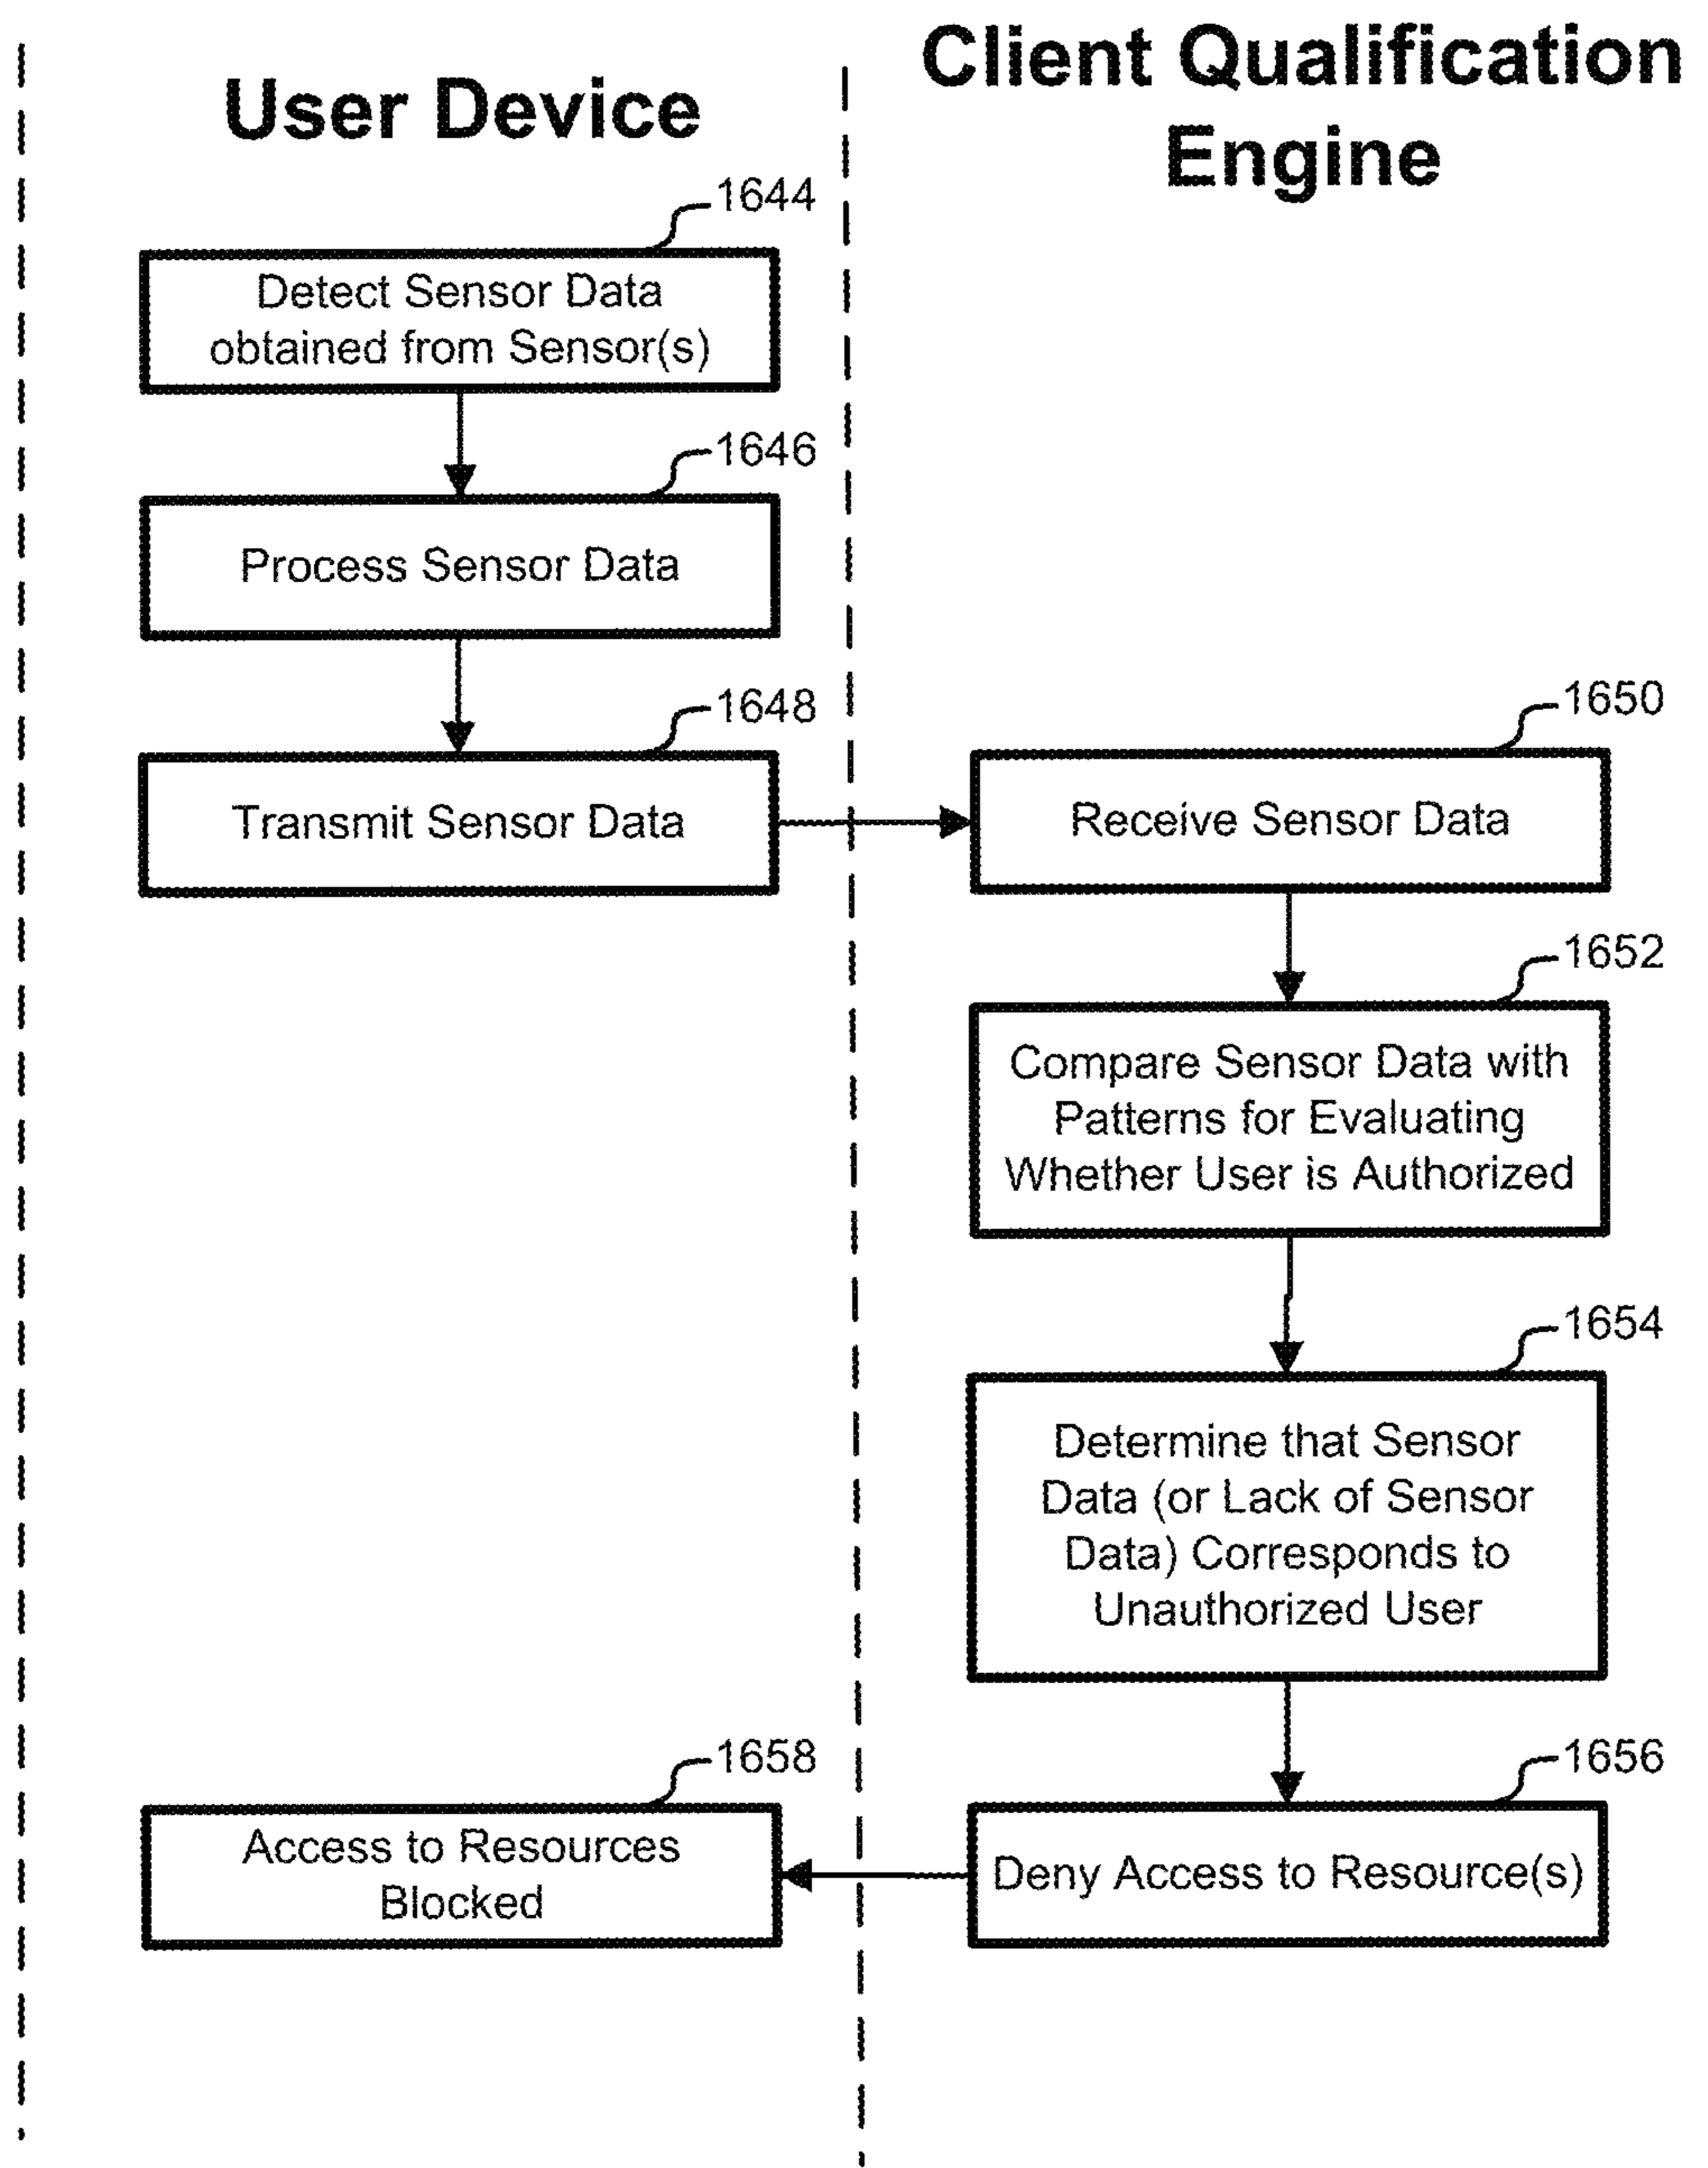 User Device
Client Qualification
Engine
1644
Detect Sensor Data
obtained from Sensor(s)
1646
Process Sensor Data
1648
Transmit Sensor Data
1650
Receive Sensor Data
1652
Compare Sensor Data with
Patterns for Evaluating
Whether User is Authorized
1654
Determine that Sensor
Data (or Lack of Sensor
Data) Corresponds to
Unauthorized User
1656
Deny Access to Resource(s)
1658
Access to Resources
Blocked